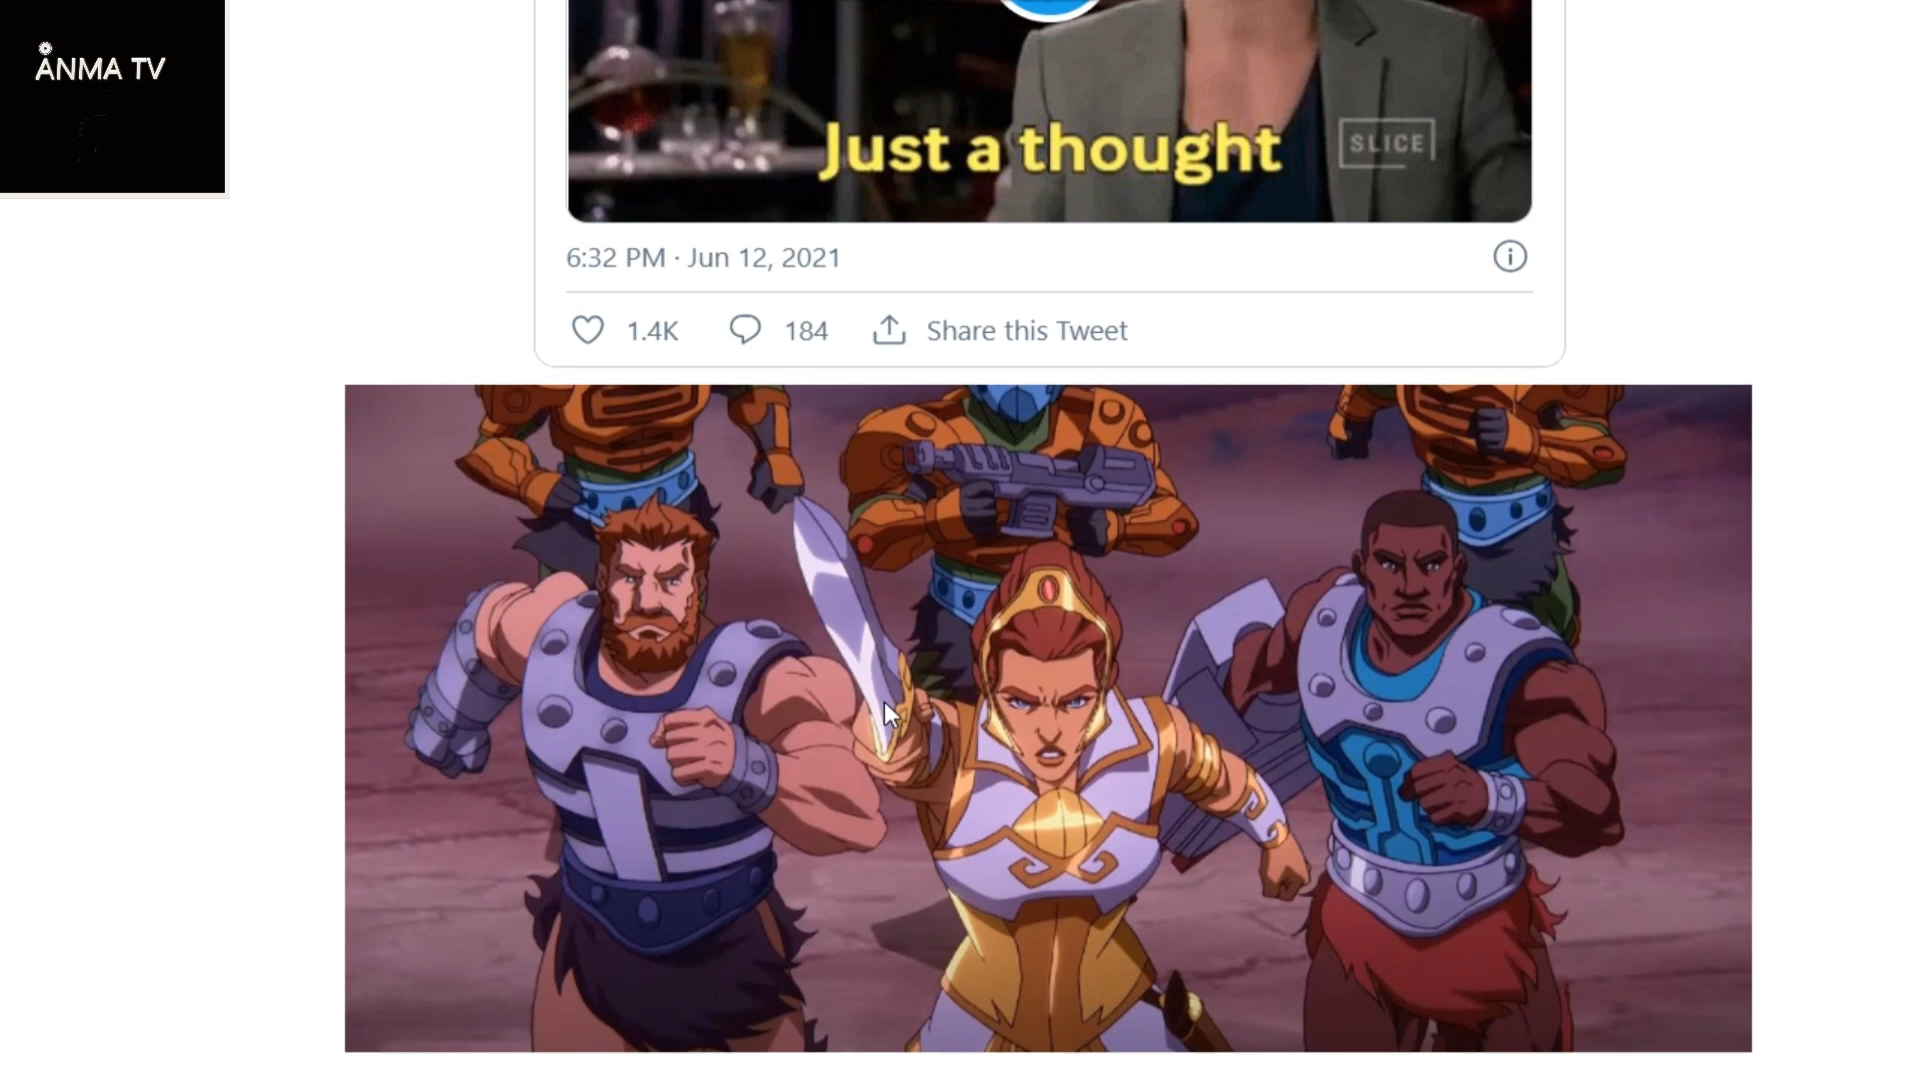 ANMA TV
Just a thought
SLICE
6:32 PM · Jun 12, 2021
1.4K 184 Share this Tweet